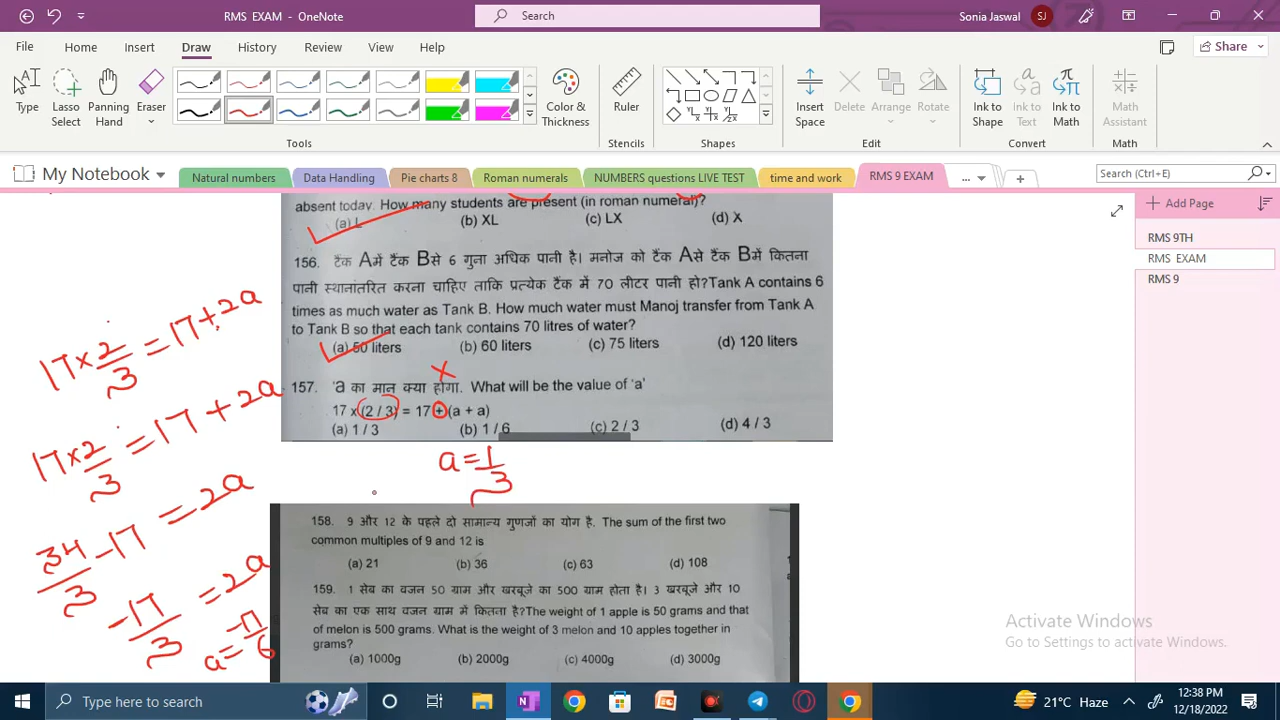 RMS EXAM - OneNote
Search
Sonia Jaswal
SJ
File
Home
Insert
Draw
History
Review
View
Help
Share
Type
Lasso Select
Panning Hand
Eraser
Color & Thickness
Ruler
Insert Space
Delete
Arrange
Rotate
Ink to Shape
Ink to Text
Ink to Math
Math Assistant
Tools
Stencils
Shapes
Edit
Convert
Math
My Notebook
Natural numbers
Data Handling
Pie charts 8
Roman numerals
NUMBERS questions LIVE TEST
time and work
RMS 9 EXAM
...
Search (Ctrl+E)
Add Page
RMS 9TH
RMS EXAM
RMS 9
absent today. How many students are present (in roman numeral)?
(a) L (b) XL (c) LX (d) X
156. टैंक A में टैंक B से 6 गुना अधिक पानी है। मनोज को टैंक A से टैंक B में कितना
पानी स्थानांतरित करना चाहिए ताकि प्रत्येक टैंक में 70 लीटर पानी हो? Tank A contains 6
times as much water as Tank B. How much water must Manoj transfer from Tank A
to Tank B so that each tank contains 70 litres of water?
(a) 50 liters (b) 60 liters (c) 75 liters (d) 120 liters
157. 'a का मान क्या होगा. What will be the value of 'a'
17 x (2 / 3) = 17 + (a + a)
(a) 1 / 3 (b) 1 / 6 (c) 2 / 3 (d) 4 / 3
x
a = 1/3
17 × 2/3 = 17 + 2a
17 × 2/3 = 17 + 2a
34/3 - 17 = 2a
-17/3 = 2a
a = -17/6
158. 9 और 12 के पहले दो सामान्य गुणजों का योग है. The sum of the first two
common multiples of 9 and 12 is
(a) 21 (b) 36 (c) 63 (d) 108
159. 1 सेब का वजन 50 ग्राम और खरबूजे का 500 ग्राम होता है। 3 खरबूजे और 10
सेब का एक साथ वजन ग्राम में कितना है? The weight of 1 apple is 50 grams and that
of melon is 500 grams. What is the weight of 3 melon and 10 apples together in
grams?
(a) 1000g (b) 2000g (c) 4000g (d) 3000g
Activate Windows
Go to Settings to activate Windows.
Type here to search
21°C Haze
12:38 PM
12/18/2022